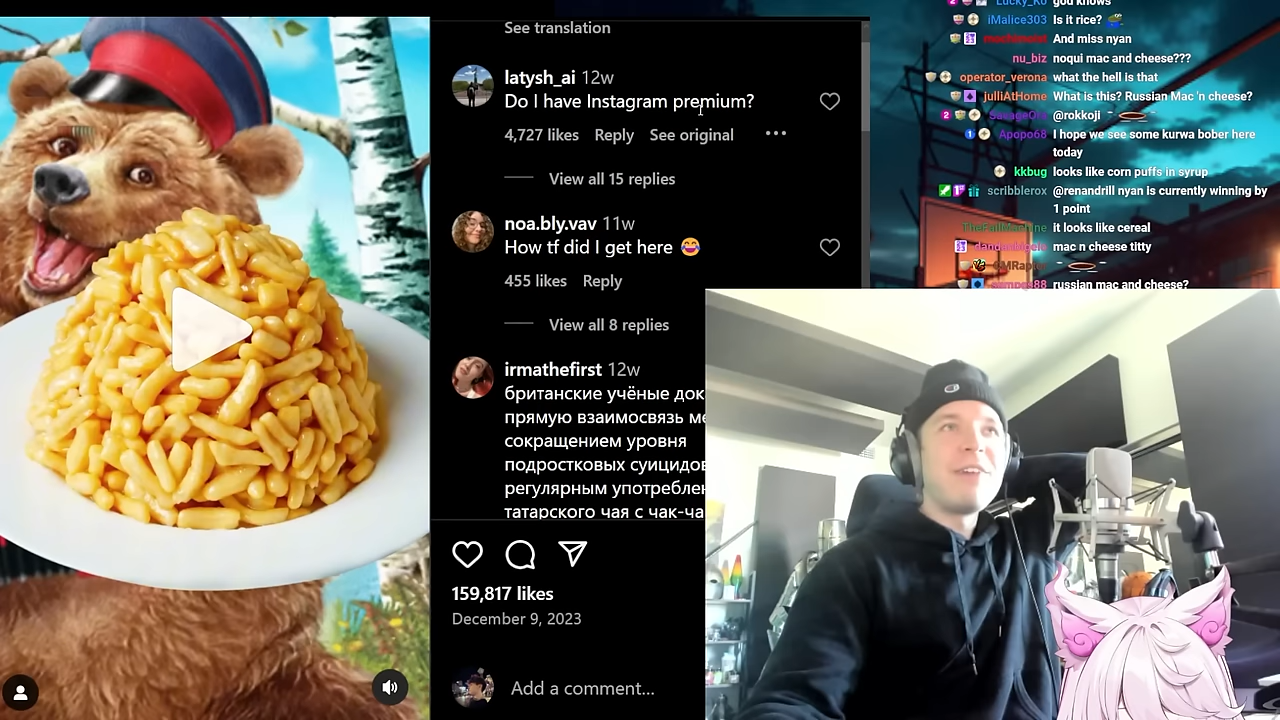 See translation
latysh_ai 12w
Do I have Instagram premium?
4,727 likes Reply See original
View all 15 replies
noa.bly.vav 11w
How tf did I get here 😂
455 likes Reply
View all 8 replies
irmathefirst 12w
британские учёные док
прямую взаимосвязь ме
сокращением уровня
подростковых суицидов
регулярным употреблен
татарского чая с чак-ча
159,817 likes
December 9, 2023
Add a comment...
god knows
iMalice303 Is it rice?
And miss nyan
nu_biz noqui mac and cheese???
operator_verona what the hell is that
julliAtHome What is this? Russian Mac 'n cheese?
@rokkoji
Apopo68 I hope we see some kurwa bober here
today
kkbug looks like corn puffs in syrup
scribblerox @renandrill nyan is currently winning by
1 point
it looks like cereal
mac n cheese titty
russian mac and cheese?